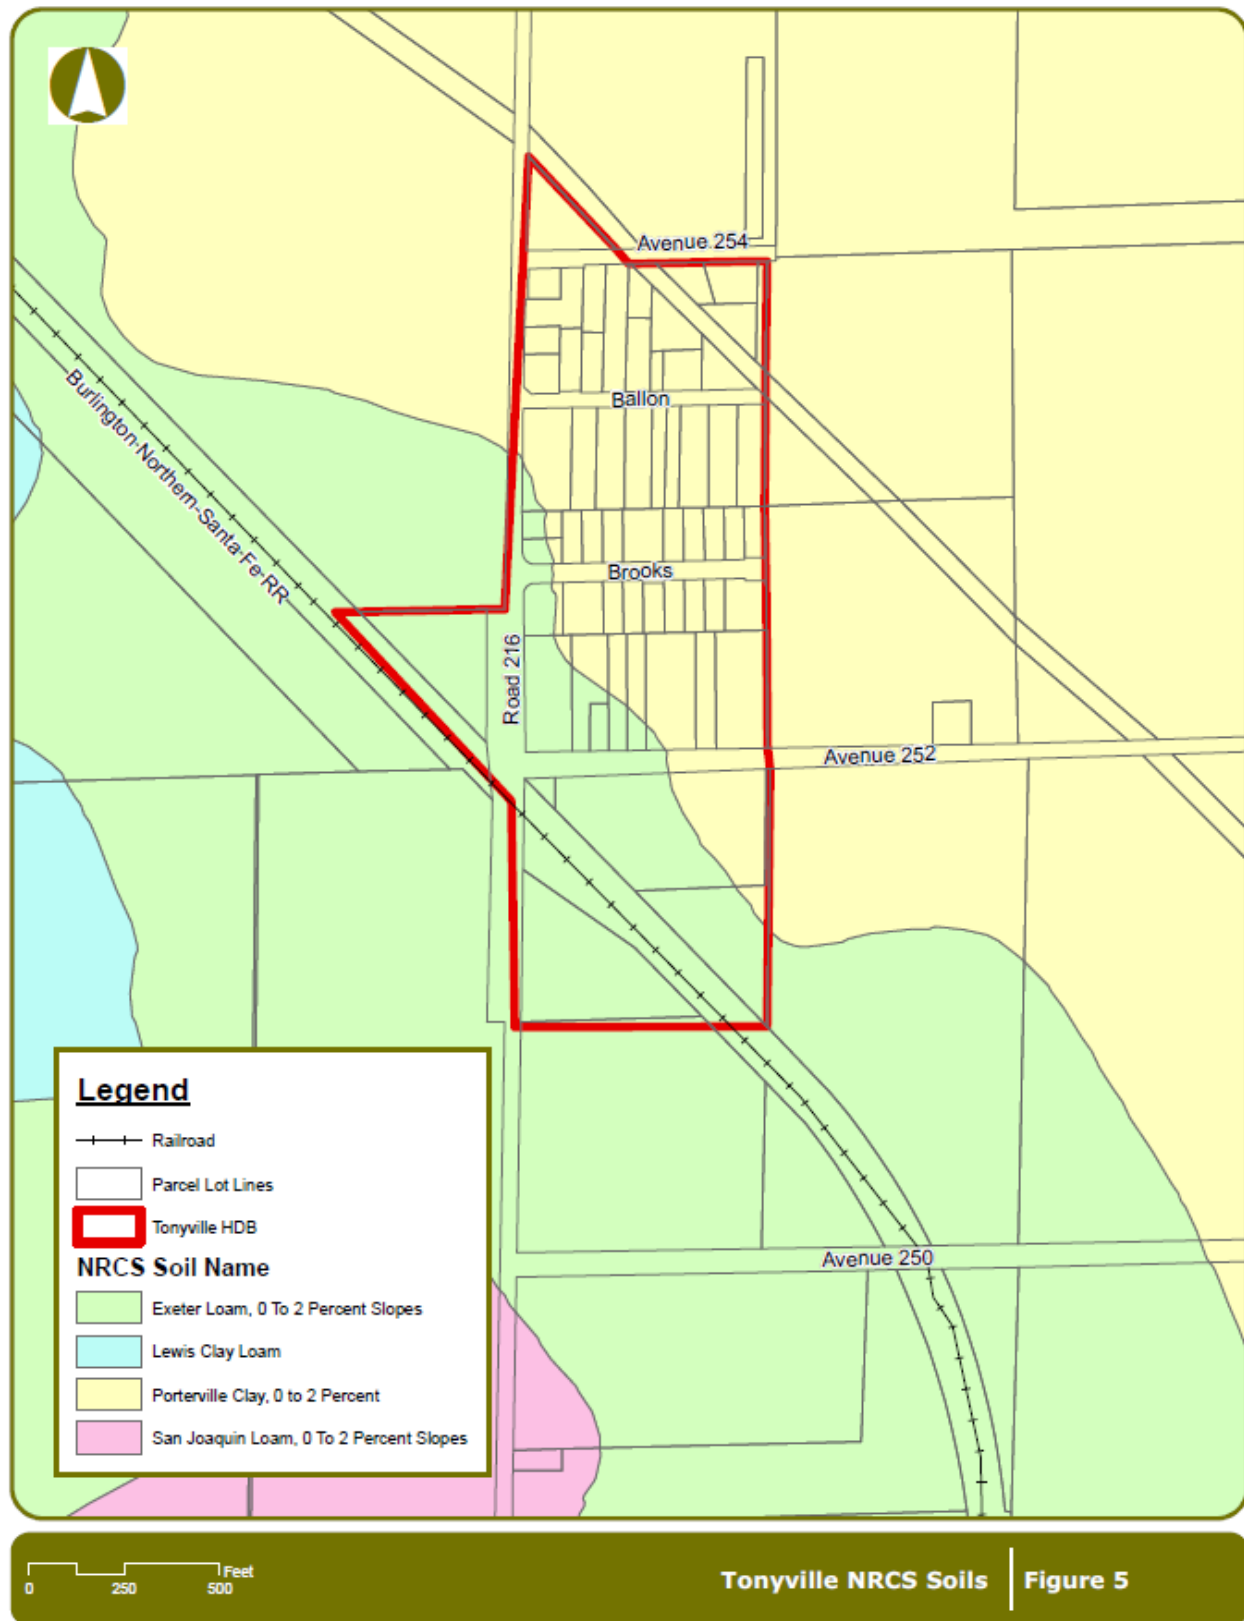 Avenue 254
Ballon
Burlington Northern Santa Fe RR
Brooks
Road 216
Avenue 252
Avenue 250
Legend
Railroad
Parcel Lot Lines
Tonyville HDB
NRCS Soil Name
Exeter Loam, 0 To 2 Percent Slopes
Lewis Clay Loam
Porterville Clay, 0 to 2 Percent
San Joaquin Loam, 0 To 2 Percent Slopes
Feet
0 250 500
Tonyville NRCS Soils Figure 5